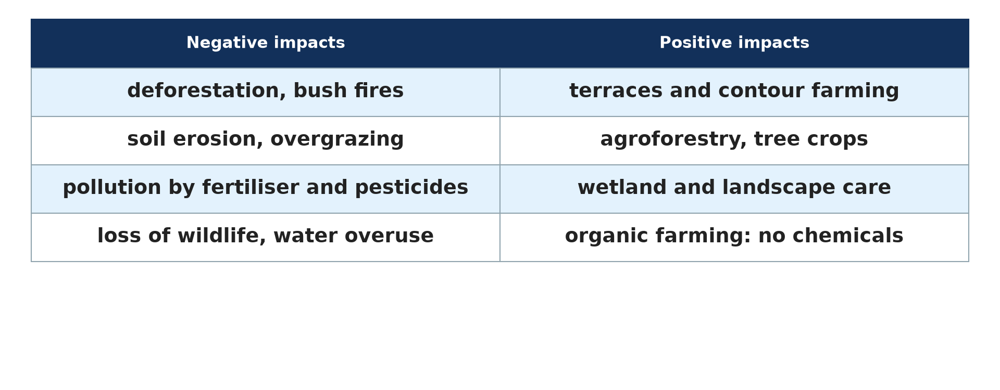 Negative impacts
Positive impacts
deforestation, bush fires
terraces and contour farming
soil erosion, overgrazing
agroforestry, tree crops
pollution by fertiliser and pesticides
wetland and landscape care
loss of wildlife, water overuse
organic farming: no chemicals